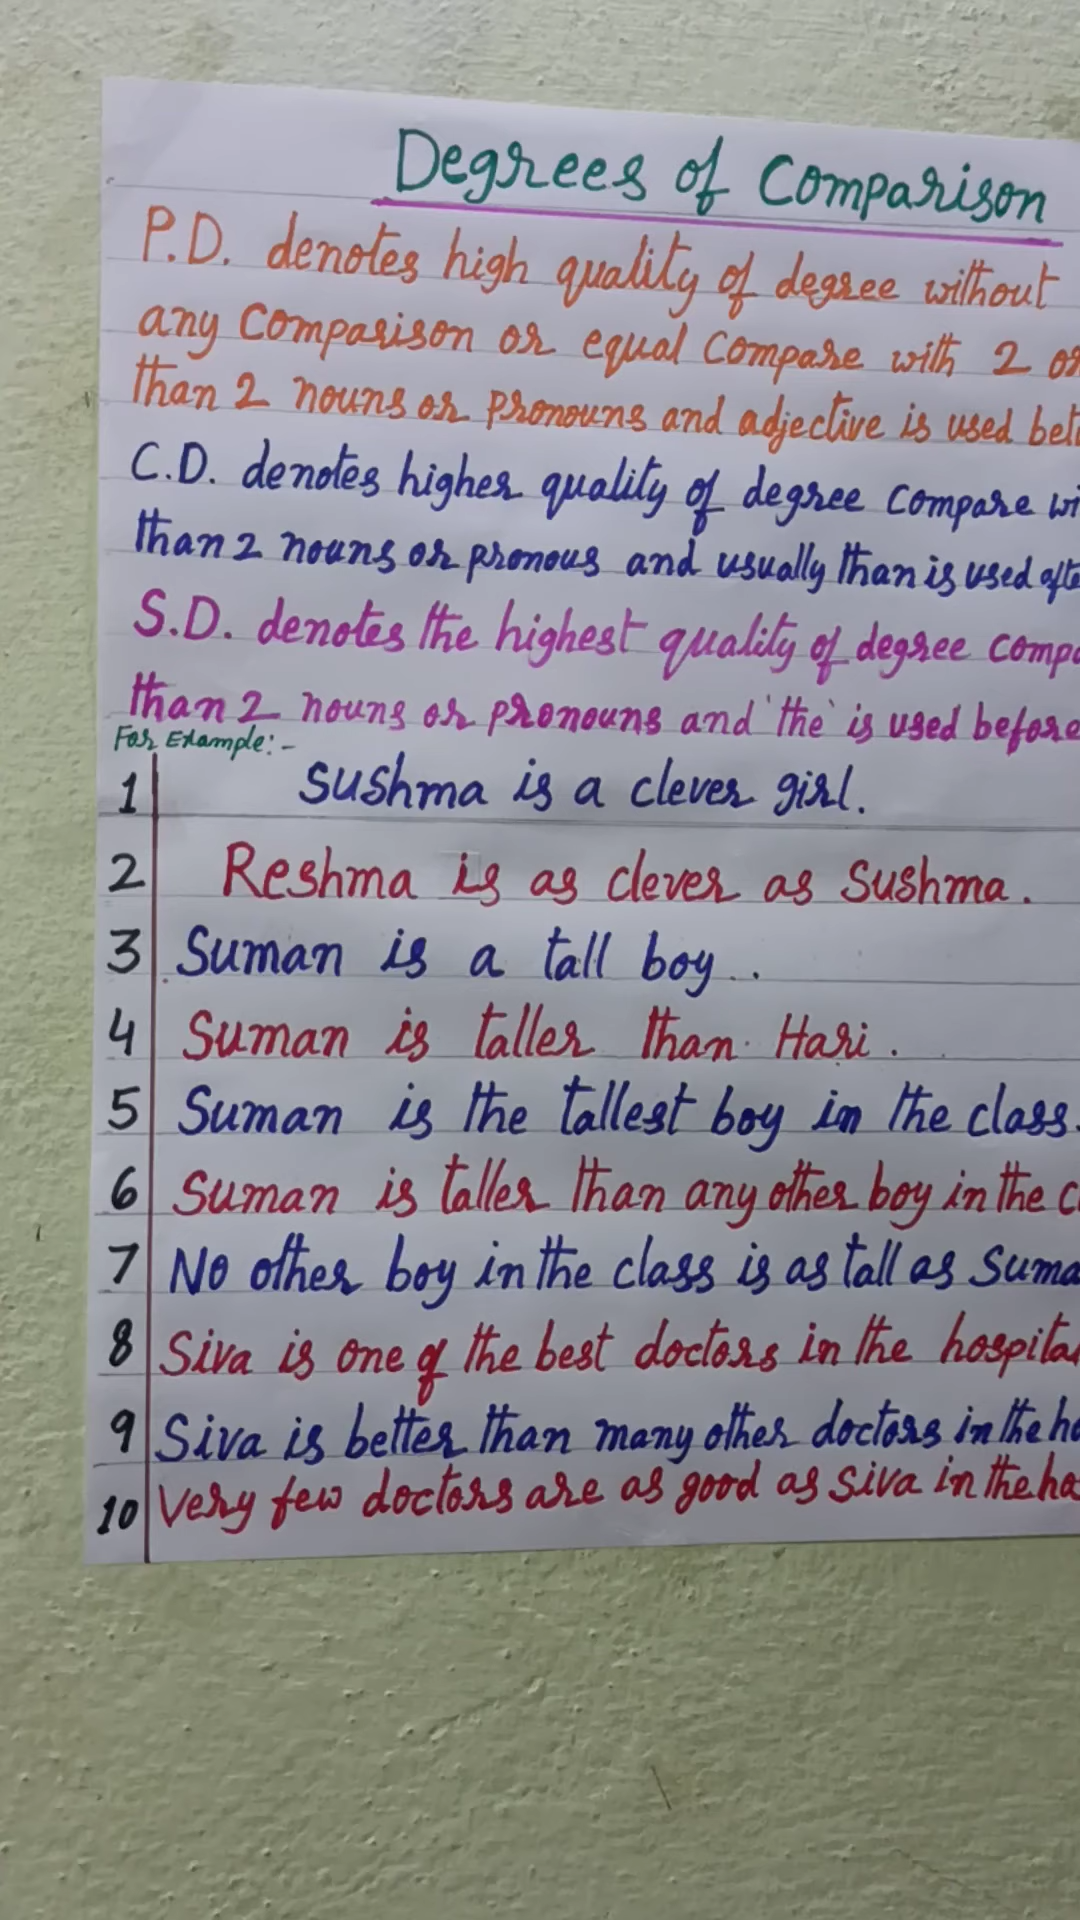 Degrees of Comparison
P.D. denotes high quality of degree without
any comparison or equal compare with 2 or
than 2 nouns or pronouns and adjective is used
C.D. denotes higher quality of degree compare
than 2 nouns or pronous and usually than is used
S.D. denotes the highest quality of degree
than 2 nouns or pronouns and 'the' is used before
For Example:-
1 Sushma is a clever girl.
2 Reshma is as clever as Sushma.
3 Suman is a tall boy.
4 Suman is taller than Hari.
5 Suman is the tallest boy in the class.
6 Suman is taller than any other boy in the
7 No other boy in the class is as tall as
8 Siva is one of the best doctors in the
9 Siva is better than many other doctors in the
10 Very few doctors are as good as Siva in the